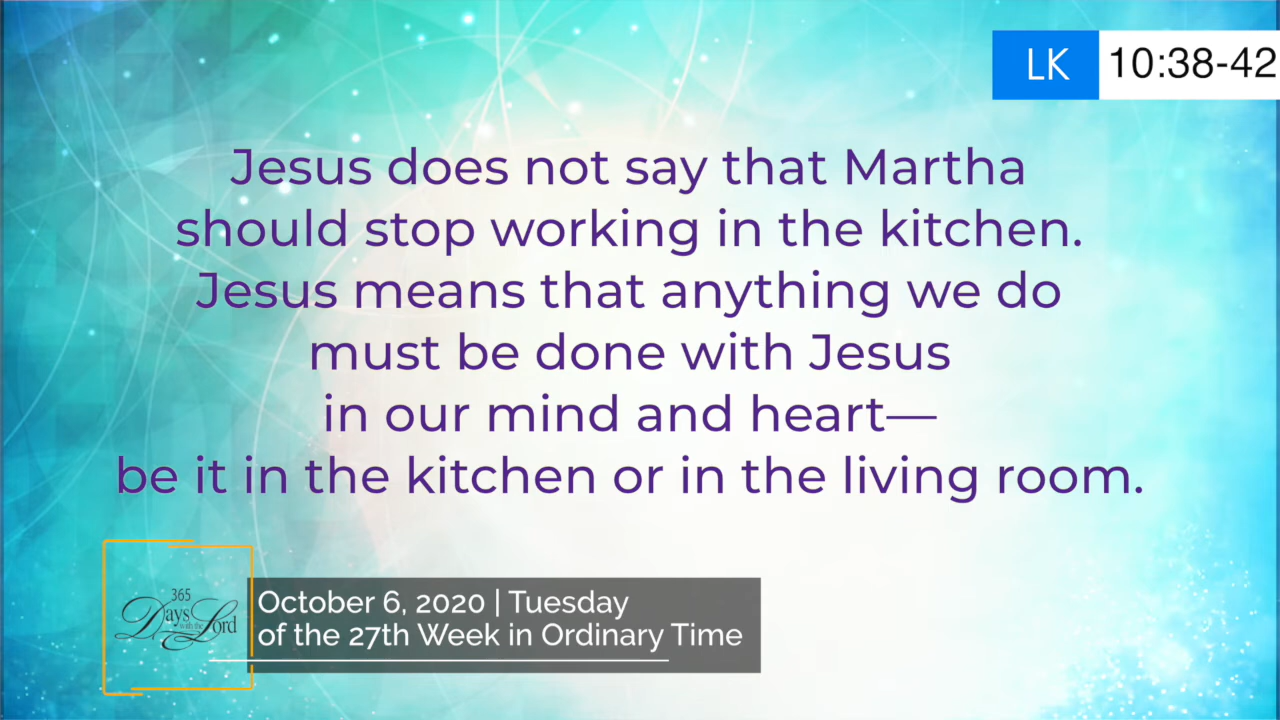 LK 10:38-42
Jesus does not say that Martha
should stop working in the kitchen.
Jesus means that anything we do
must be done with Jesus
in our mind and heart—
be it in the kitchen or in the living room.
365
Days with the Lord
October 6, 2020 | Tuesday
of the 27th Week in Ordinary Time